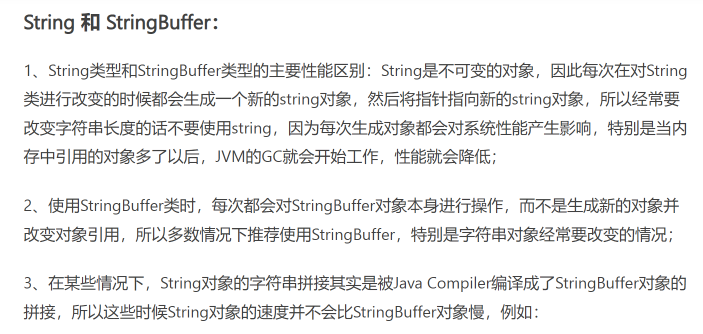 String 和 StringBuffer：
1、String类型和StringBuffer类型的主要性能区别：String是不可变的对象，因此每次在对String
类进行改变的时候都会生成一个新的string对象，然后将指针指向新的string对象，所以经常要
改变字符串长度的话不要使用string，因为每次生成对象都会对系统性能产生影响，特别是当内
存中引用的对象多了以后，JVM的GC就会开始工作，性能就会降低；
2、使用StringBuffer类时，每次都会对StringBuffer对象本身进行操作，而不是生成新的对象并
改变对象引用，所以多数情况下推荐使用StringBuffer，特别是字符串对象经常要改变的情况；
3、在某些情况下，String对象的字符串拼接其实是被Java Compiler编译成了StringBuffer对象的
拼接，所以这些时候String对象的速度并不会比StringBuffer对象慢，例如：